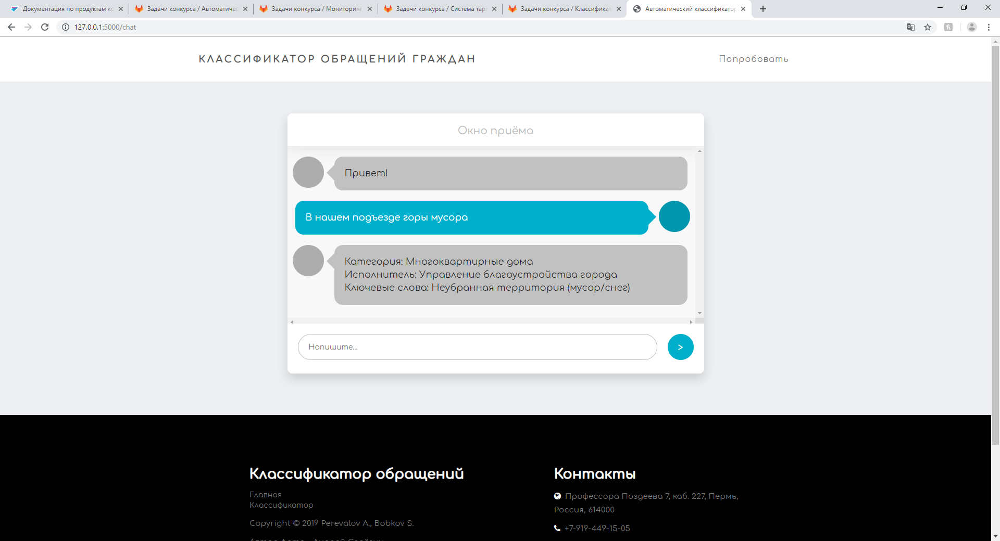 Документация по продуктам ко
Задачи конкурса / Автоматичес
Задачи конкурса / Мониторинг
Задачи конкурса / Система тарг
Задачи конкурса / Классификат
Автоматический классификатор
127.0.0.1:5000/chat
КЛАССИФИКАТОР ОБРАЩЕНИЙ ГРАЖДАН
Попробовать
Окно приёма
Привет!
В нашем подъезде горы мусора
Категория: Многоквартирные дома
Исполнитель: Управление благоустройства города
Ключевые слова: Неубранная территория (мусор/снег)
Напишите...
>
Классификатор обращений
Главная
Классификатор
Copyright © 2019 Perevalov A., Bobkov S.
Контакты
Профессора Поздеева 7, каб. 227, Пермь,
Россия, 614000
+7-919-449-15-05